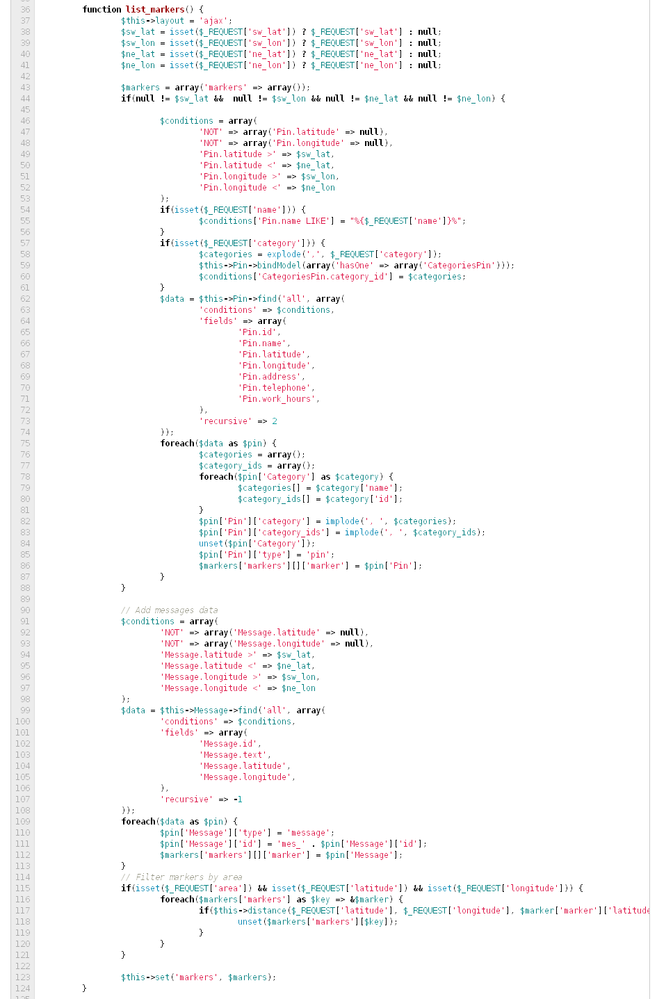 36 function list_markers() {
37 $this->layout = 'ajax';
38 $sw_lat = isset($_REQUEST['sw_lat']) ? $_REQUEST['sw_lat'] : null;
39 $sw_lon = isset($_REQUEST['sw_lon']) ? $_REQUEST['sw_lon'] : null;
40 $ne_lat = isset($_REQUEST['ne_lat']) ? $_REQUEST['ne_lat'] : null;
41 $ne_lon = isset($_REQUEST['ne_lon']) ? $_REQUEST['ne_lon'] : null;
42
43 $markers = array('markers' => array());
44 if(null != $sw_lat &&  null != $sw_lon && null != $ne_lat && null != $ne_lon) {
45
46 $conditions = array(
47 'NOT' => array('Pin.latitude' => null),
48 'NOT' => array('Pin.longitude' => null),
49 'Pin.latitude >' => $sw_lat,
50 'Pin.latitude <' => $ne_lat,
51 'Pin.longitude >' => $sw_lon,
52 'Pin.longitude <' => $ne_lon
53 );
54 if(isset($_REQUEST['name'])) {
55 $conditions['Pin.name LIKE'] = "%{$_REQUEST['name']}%";
56 }
57 if(isset($_REQUEST['category'])) {
58 $categories = explode(',', $_REQUEST['category']);
59 $this->Pin->bindModel(array('hasOne' => array('CategoriesPin')));
60 $conditions['CategoriesPin.category_id'] = $categories;
61 }
62 $data = $this->Pin->find('all', array(
63 'conditions' => $conditions,
64 'fields' => array(
65 'Pin.id',
66 'Pin.name',
67 'Pin.latitude',
68 'Pin.longitude',
69 'Pin.address',
70 'Pin.telephone',
71 'Pin.work_hours',
72 ),
73 'recursive' => 2
74 ));
75 foreach($data as $pin) {
76 $categories = array();
77 $category_ids = array();
78 foreach($pin['Category'] as $category) {
79 $categories[] = $category['name'];
80 $category_ids[] = $category['id'];
81 }
82 $pin['Pin']['category'] = implode(', ', $categories);
83 $pin['Pin']['category_ids'] = implode(', ', $category_ids);
84 unset($pin['Category']);
85 $pin['Pin']['type'] = 'pin';
86 $markers['markers'][]['marker'] = $pin['Pin'];
87 }
88 }
89
90 // Add messages data
91 $conditions = array(
92 'NOT' => array('Message.latitude' => null),
93 'NOT' => array('Message.longitude' => null),
94 'Message.latitude >' => $sw_lat,
95 'Message.latitude <' => $ne_lat,
96 'Message.longitude >' => $sw_lon,
97 'Message.longitude <' => $ne_lon
98 );
99 $data = $this->Message->find('all', array(
100 'conditions' => $conditions,
101 'fields' => array(
102 'Message.id',
103 'Message.text',
104 'Message.latitude',
105 'Message.longitude',
106 ),
107 'recursive' => -1
108 ));
109 foreach($data as $pin) {
110 $pin['Message']['type'] = 'message';
111 $pin['Message']['id'] = 'mes_' . $pin['Message']['id'];
112 $markers['markers'][]['marker'] = $pin['Message'];
113 }
114 // Filter markers by area
115 if(isset($_REQUEST['area']) && isset($_REQUEST['latitude']) && isset($_REQUEST['longitude'])) {
116 foreach($markers['markers'] as $key => &$marker) {
117 if($this->distance($_REQUEST['latitude'], $_REQUEST['longitude'], $marker['marker']['latitude
118 unset($markers['markers'][$key]);
119 }
120 }
121 }
122
123 $this->set('markers', $markers);
124 }